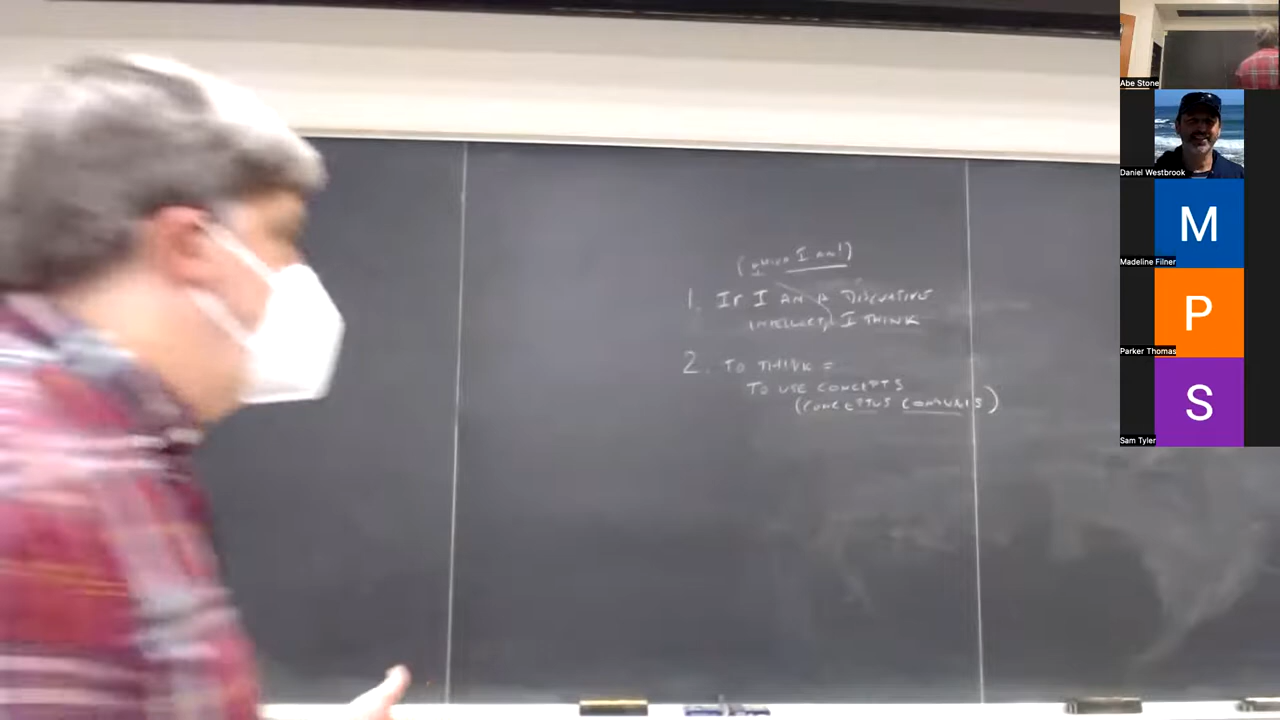 (which I am!)
1. IF I AM A DERIVATIVE
INTELLECT, I THINK
2. TO THINK =
TO USE CONCEPTS
(CONCEPTUS COMMUNIS)
Abe Stone
Daniel Westbrook
M
Madeline Filner
P
Parker Thomas
S
Sam Tyler